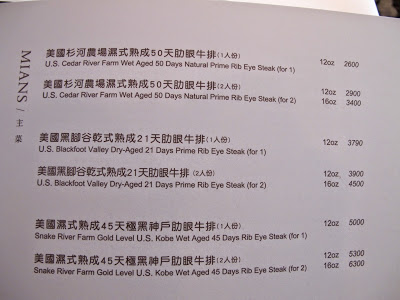 MIANS / 主菜
美國杉河農場濕式熟成50天肋眼牛排(1人份)
U.S. Cedar River Farm Wet Aged 50 Days Natural Prime Rib Eye Steak (for 1) 12oz 2600
美國杉河農場濕式熟成50天肋眼牛排(2人份) 12oz 2900
U.S. Cedar River Farm Wet Aged 50 Days Natural Prime Rib Eye Steak (for 2) 16oz 3400
美國黑腳谷乾式熟成21天肋眼牛排(1人份) 12oz 3790
U.S. Blackfoot Valley Dry-Aged 21 Days Prime Rib Eye Steak (for 1)
美國黑腳谷乾式熟成21天肋眼牛排(2人份) 12oz 3900
U.S. Blackfoot Valley Dry-Aged 21 Days Prime Rib Eye Steak (for 2) 16oz 4500
美國濕式熟成45天極黑神戶肋眼牛排(1人份) 12oz 5000
Snake River Farm Gold Level U.S. Kobe Wet Aged 45 Days Rib Eye Steak (for 1)
美國濕式熟成45天極黑神戶肋眼牛排(2人份) 12oz 5300
Snake River Farm Gold Level U.S. Kobe Wet Aged 45 Days Rib Eye Steak (for 2) 16oz 6300